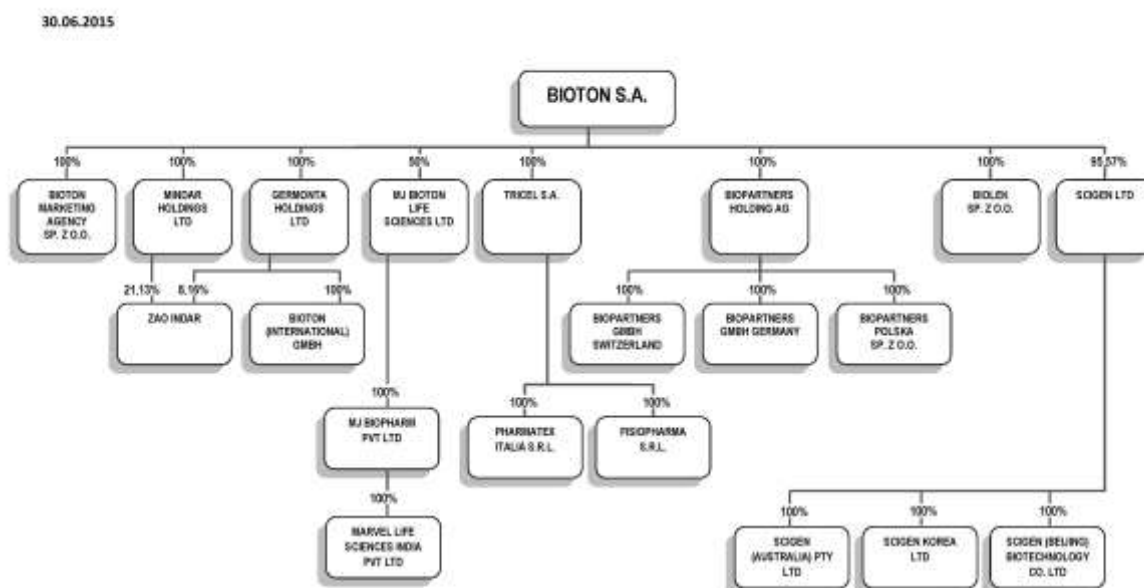 30.06.2015
BIOTON S.A.
100%
100%
100%
50%
100%
100%
100%
95,57%
BIOTON
MARKETING
AGENCY
SP. Z O.O.
MINDAR
HOLDINGS
LTD
GERMONTA
HOLDINGS
LTD
MJ BIOTON
LIFE
SCIENCES LTD
TRICEL S.A.
BIOPARTNERS
HOLDING AG
BIOLEK
SP. Z O.O.
SCIGEN LTD
21,13%
8,16%
100%
100%
100%
100%
ZAO INDAR
BIOTON
(INTERNATIONAL)
GMBH
BIOPARTNERS
GMBH
SWITZERLAND
BIOPARTNERS
GMBH GERMANY
BIOPARTNERS
POLSKA
SP. Z O.O.
100%
100%
100%
MJ BIOPHARM
PVT LTD
PHARMATEX
ITALIA S.R.L.
FISIOPHARMA
S.R.L.
100%
100%
100%
100%
MARVEL LIFE
SCIENCES INDIA
PVT LTD
SCIGEN
(AUSTRALIA) PTY
LTD
SCIGEN KOREA
LTD
SCIGEN (BEIJING)
BIOTECHNOLOGY
CO. LTD